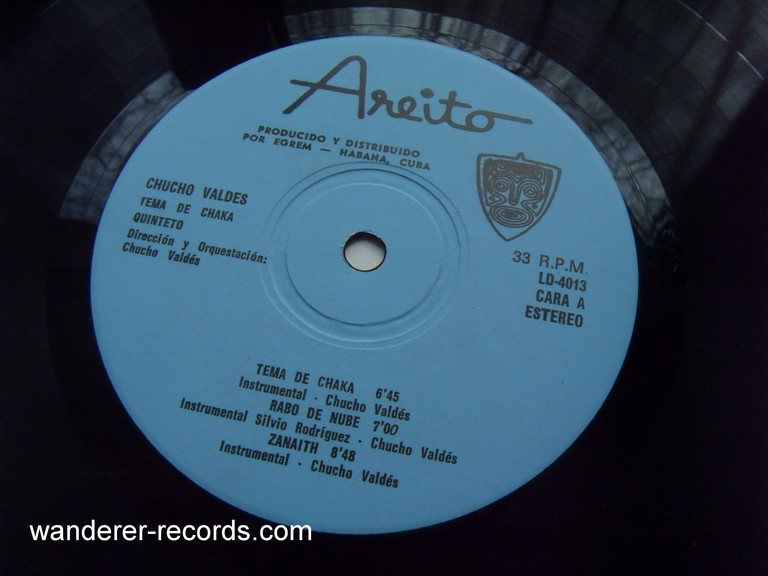 Areito
PRODUCIDO Y DISTRIBUIDO
POR EGREM — HABANA, CUBA
CHUCHO VALDES
TEMA DE CHAKA
QUINTETO
Dirección y Orquestación:
Chucho Valdés
33 R.P.M.
LD-4013
CARA A
ESTEREO
TEMA DE CHAKA 6'45
Instrumental - Chucho Valdés
RABO DE NUBE 7'00
Instrumental Silvio Rodríguez - Chucho Valdés
ZANAITH 8'48
Instrumental - Chucho Valdés
wanderer-records.com